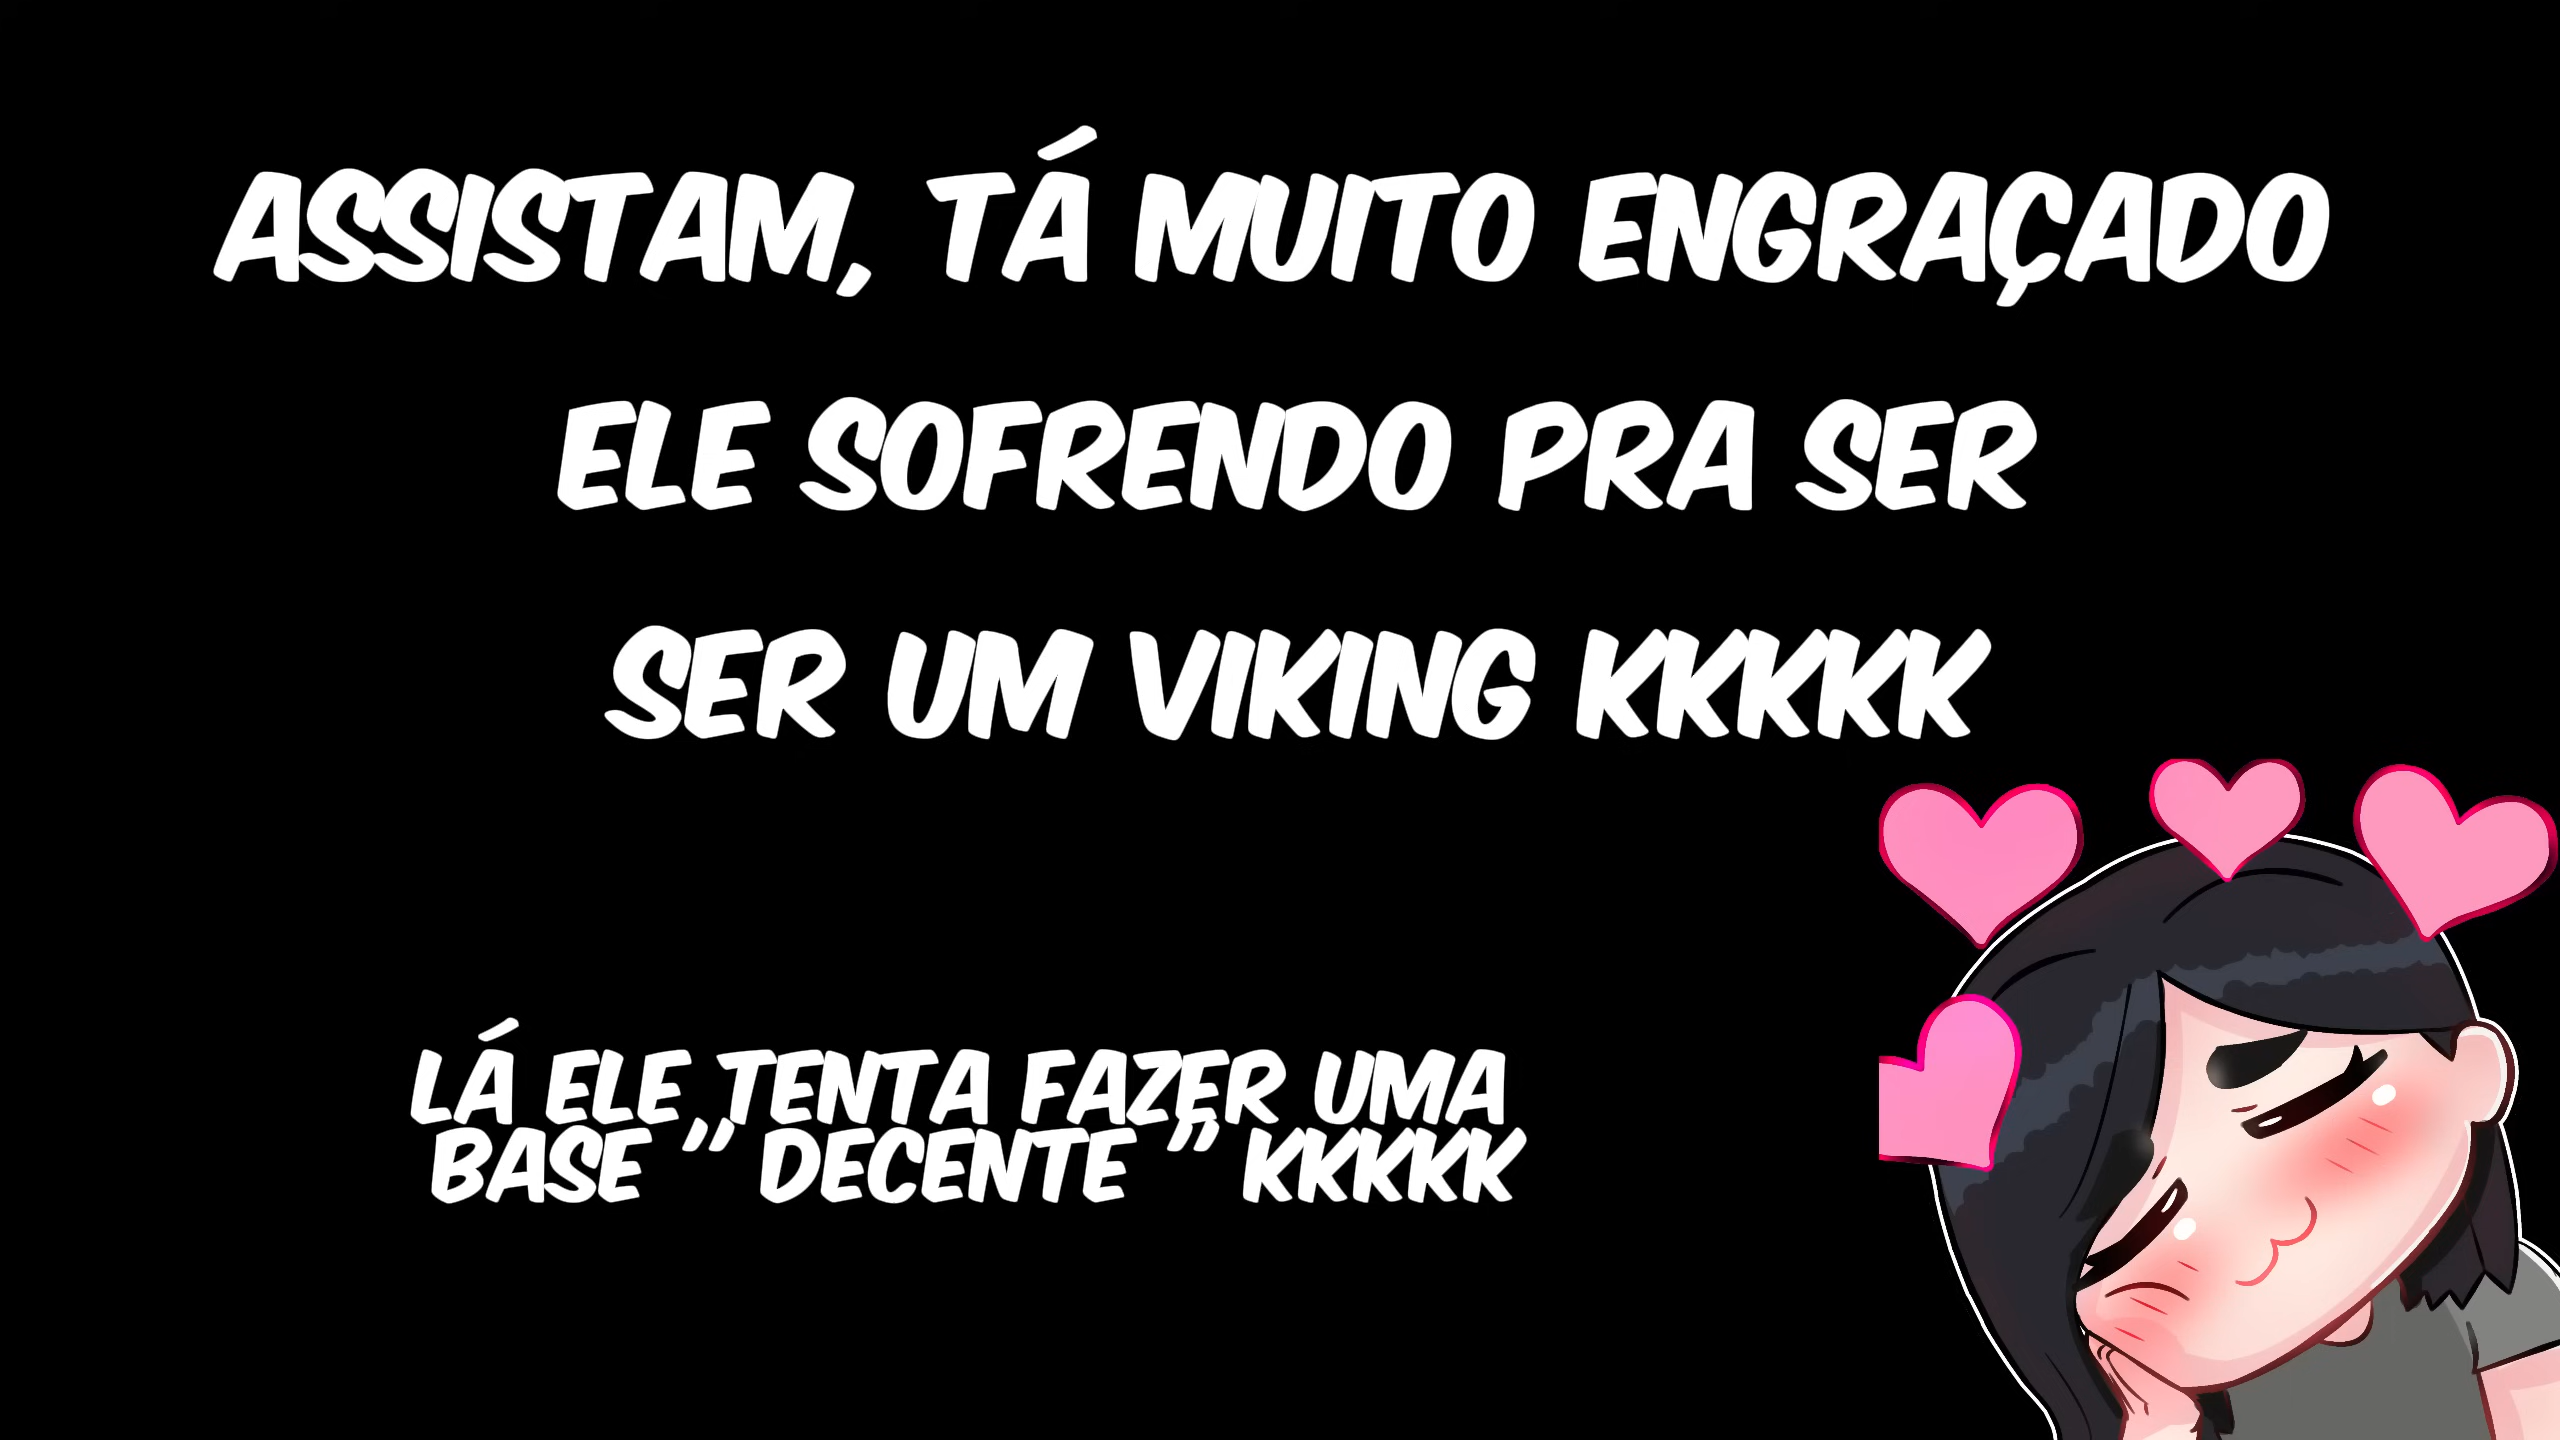 ASSISTAM, TÁ MUITO ENGRAÇADO
ELE SOFRENDO PRA SER
SER UM VIKING KKKKK
LÁ ELE TENTA FAZER UMA
BASE " DECENTE " KKKKK